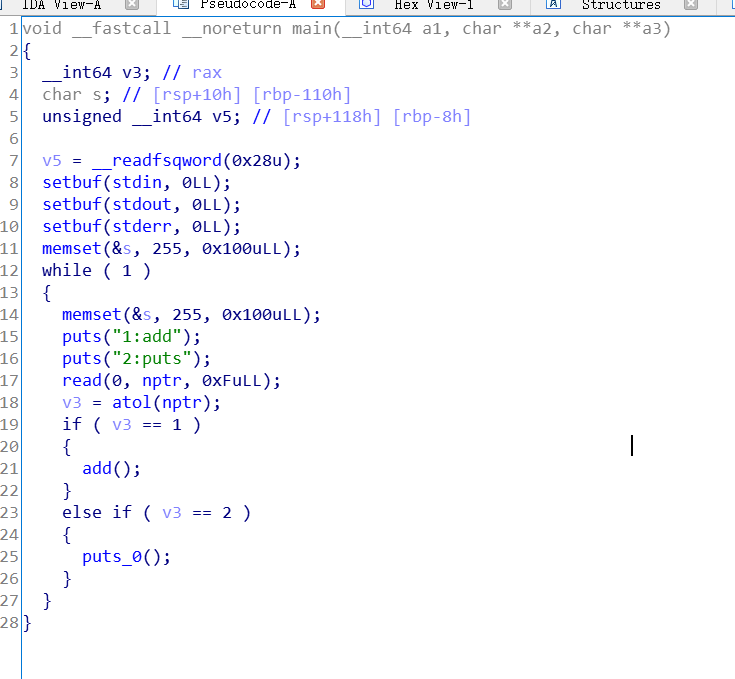 IDA View-A Pseudocode-A Hex View-1 Structures
1 void __fastcall __noreturn main(__int64 a1, char **a2, char **a3)
2 {
3 __int64 v3; // rax
4 char s; // [rsp+10h] [rbp-110h]
5 unsigned __int64 v5; // [rsp+118h] [rbp-8h]
6
7 v5 = __readfsqword(0x28u);
8 setbuf(stdin, 0LL);
9 setbuf(stdout, 0LL);
10 setbuf(stderr, 0LL);
11 memset(&s, 255, 0x100uLL);
12 while ( 1 )
13 {
14 memset(&s, 255, 0x100uLL);
15 puts("1:add");
16 puts("2:puts");
17 read(0, nptr, 0xFuLL);
18 v3 = atol(nptr);
19 if ( v3 == 1 )
20 {
21 add();
22 }
23 else if ( v3 == 2 )
24 {
25 puts_0();
26 }
27 }
28 }